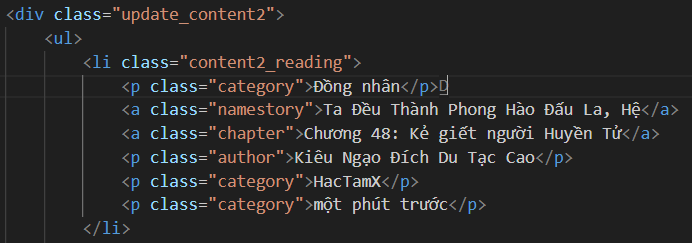 <div class="update_content2">
<ul>
<li class="content2_reading">
<p class="category">Đồng nhân</p>D
<a class="namestory">Ta Đều Thành Phong Hào Đấu La, Hệ</a>
<a class="chapter">Chương 48: Kẻ giết người Huyền Tử</a>
<p class="author">Kiêu Ngạo Đích Du Tạc Cao</p>
<p class="category">HacTamX</p>
<p class="category">một phút trước</p>
</li>